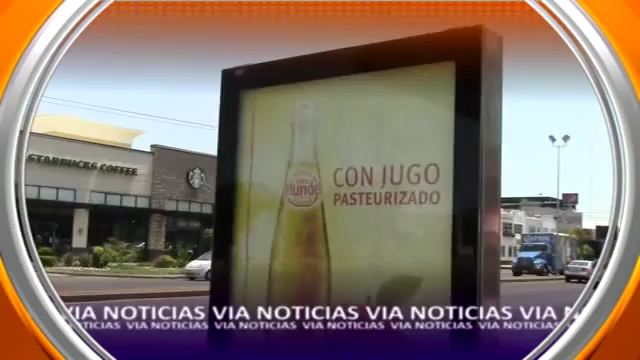 STARBUCKS COFFEE
Mundet
CON JUGO
PASTEURIZADO
VIA NOTICIAS VIA NOTICIAS VIA NOTICIAS VIA N
NOTICIAS VIA NOTICIAS VIA NOTICIAS VIA NOTICIAS VIA NOTICIAS VIA NOTICIAS